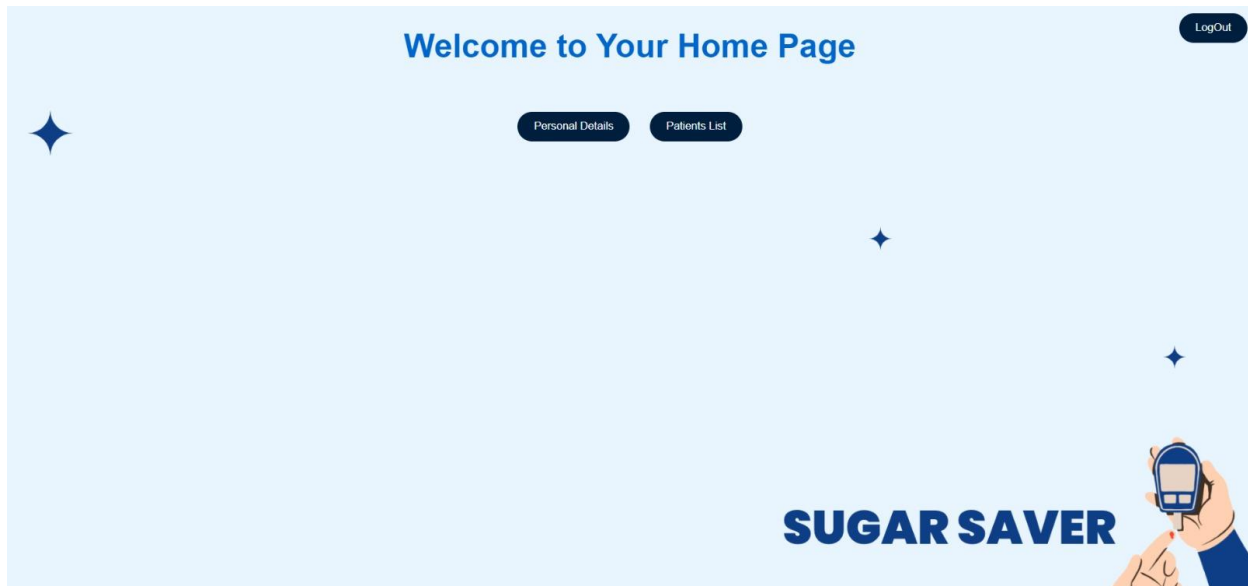 LogOut
Welcome to Your Home Page
Personal Details
Patients List
SUGAR SAVER